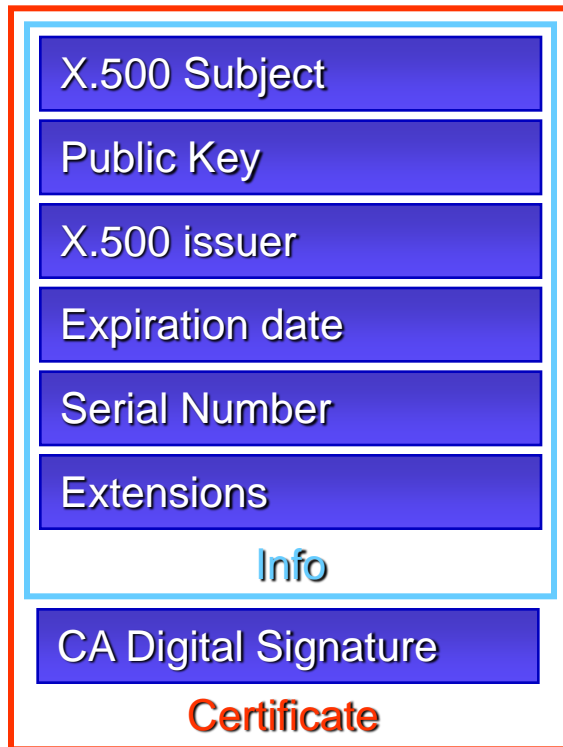 X.500 Subject
Public Key
X.500 issuer
Expiration date
Serial Number
Extensions
Info
CA Digital Signature
Certificate